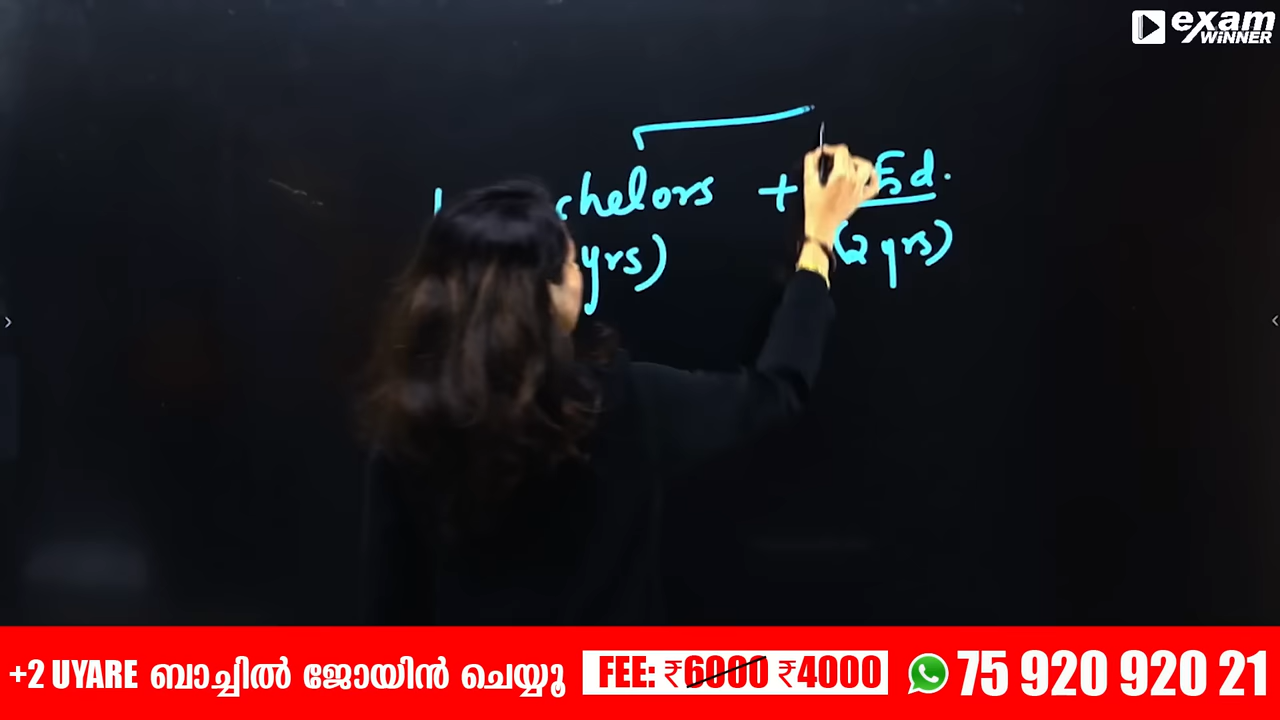 exam
WINNER
chelors + Ed.
yrs) (2 yrs)
+2 UYARE ബാച്ചിൽ ജോയിൻ ചെയ്യൂ FEE: ₹6000 ₹4000 75 920 920 21